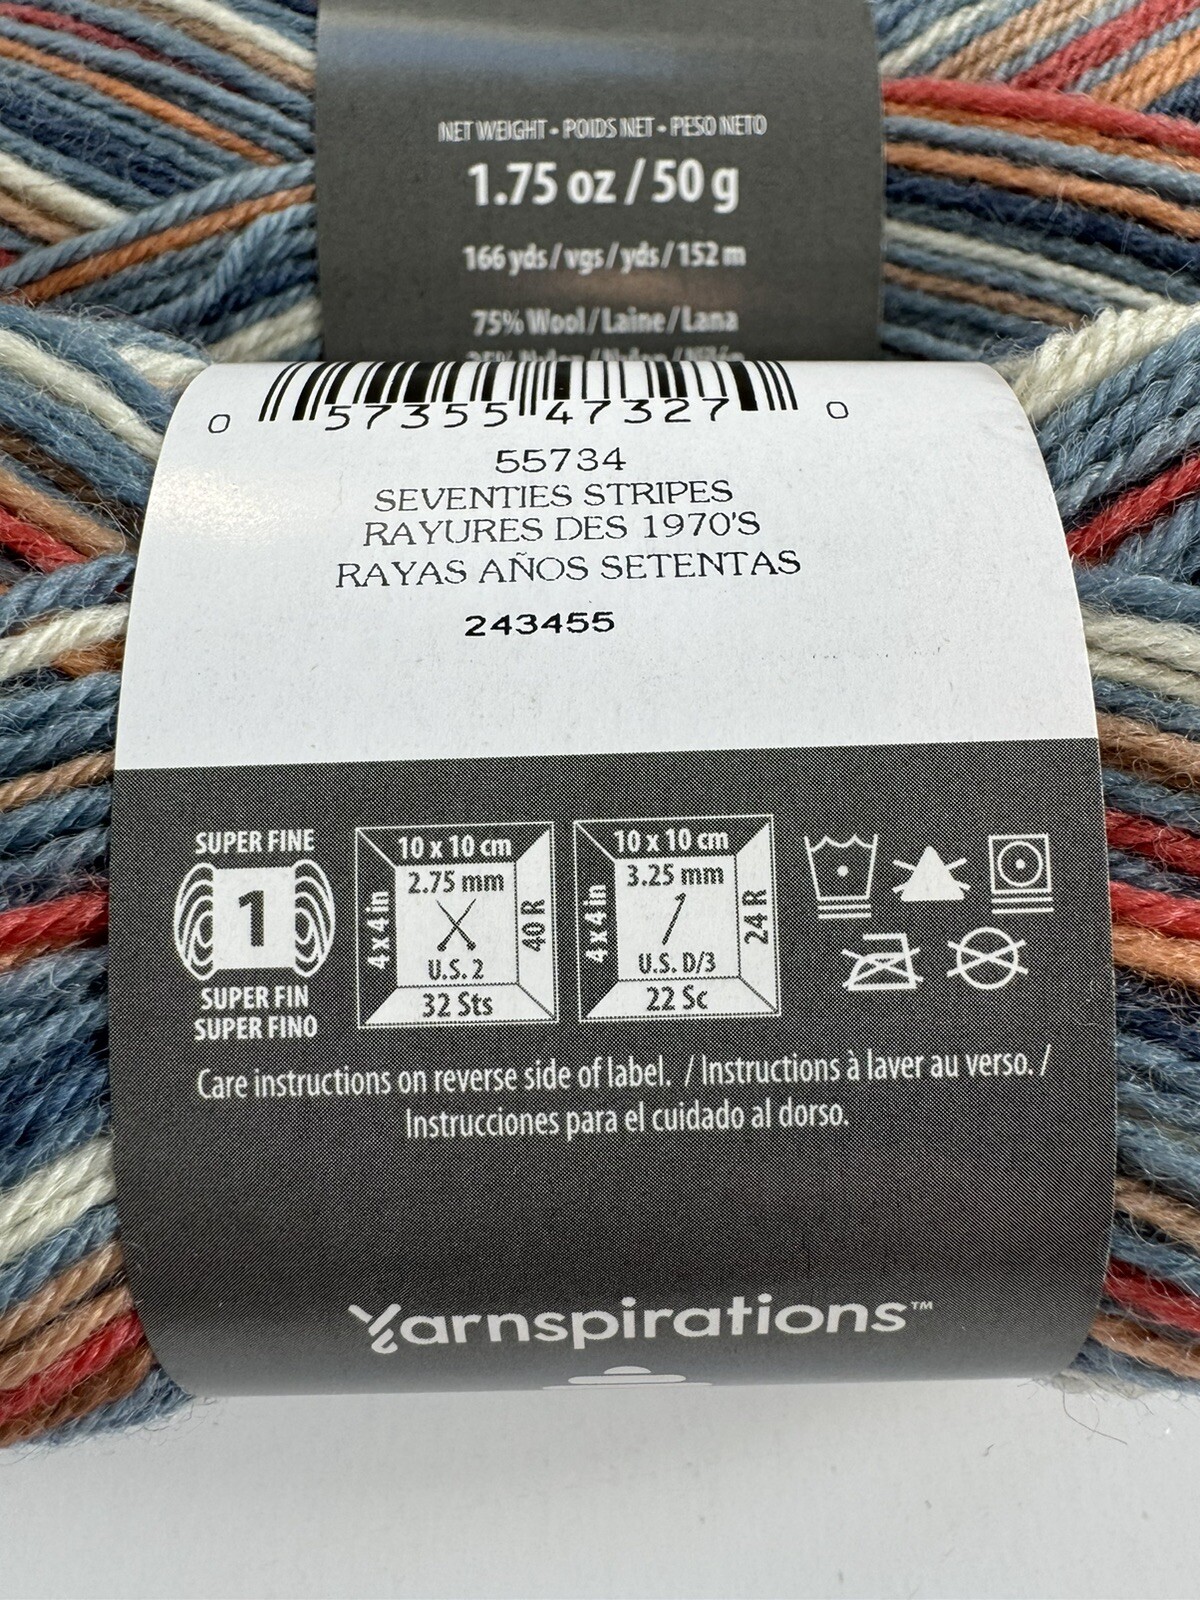 NET WEIGHT • POIDS NET • PESO NETO
1.75 oz / 50 g
166 yds / vgs / yds / 152 m
75% Wool / Laine / Lana
25% Nylon / Nylon / Nilón
0 57355 47327 0
55734
SEVENTIES STRIPES
RAYURES DES 1970'S
RAYAS AÑOS SETENTAS
243455
SUPER FINE
1
SUPER FIN
SUPER FINO
10 x 10 cm
4 x 4 in
2.75 mm
U.S. 2
40 R
32 Sts
10 x 10 cm
4 x 4 in
3.25 mm
U.S. D/3
24 R
22 Sc
Care instructions on reverse side of label. / Instructions à laver au verso. /
Instrucciones para el cuidado al dorso.
Yarnspirations™